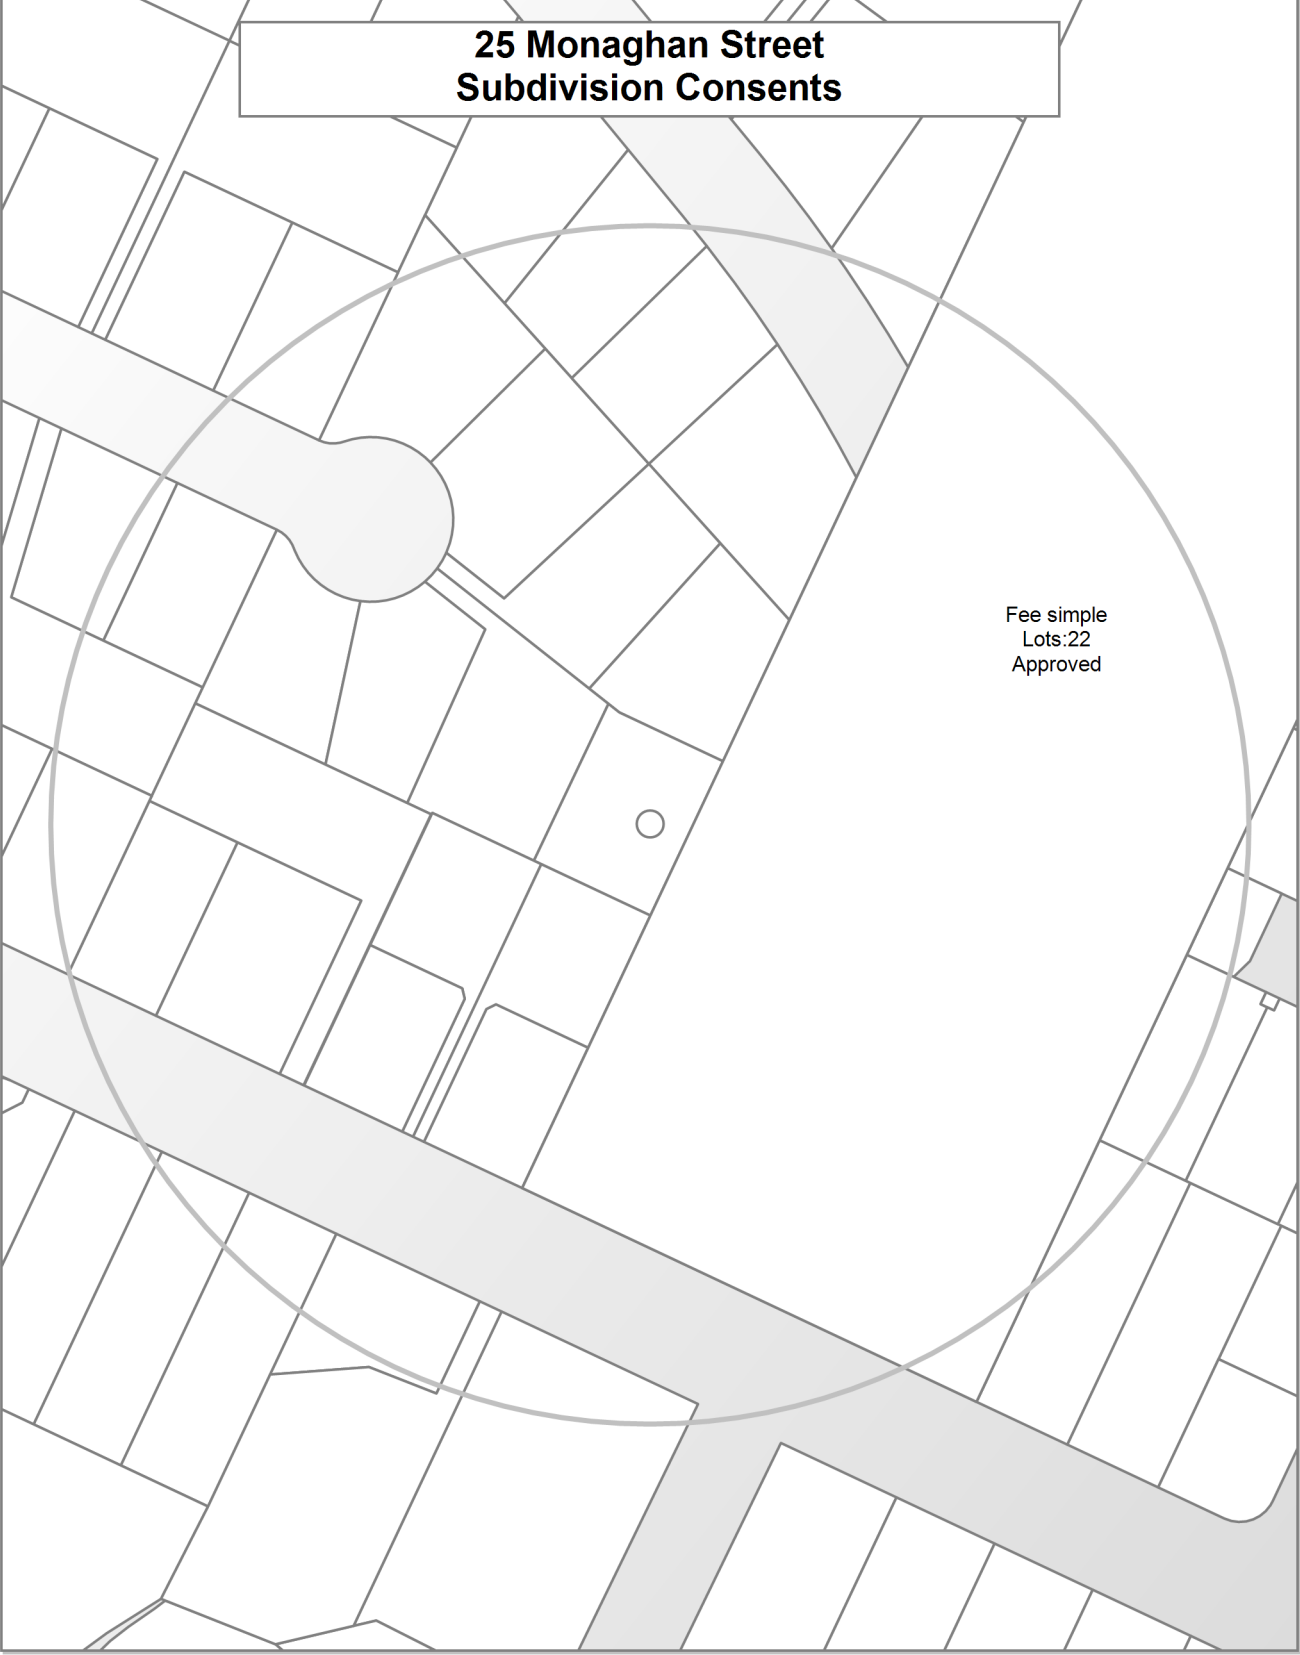 25 Monaghan Street
Subdivision Consents
Fee simple
Lots:22
Approved